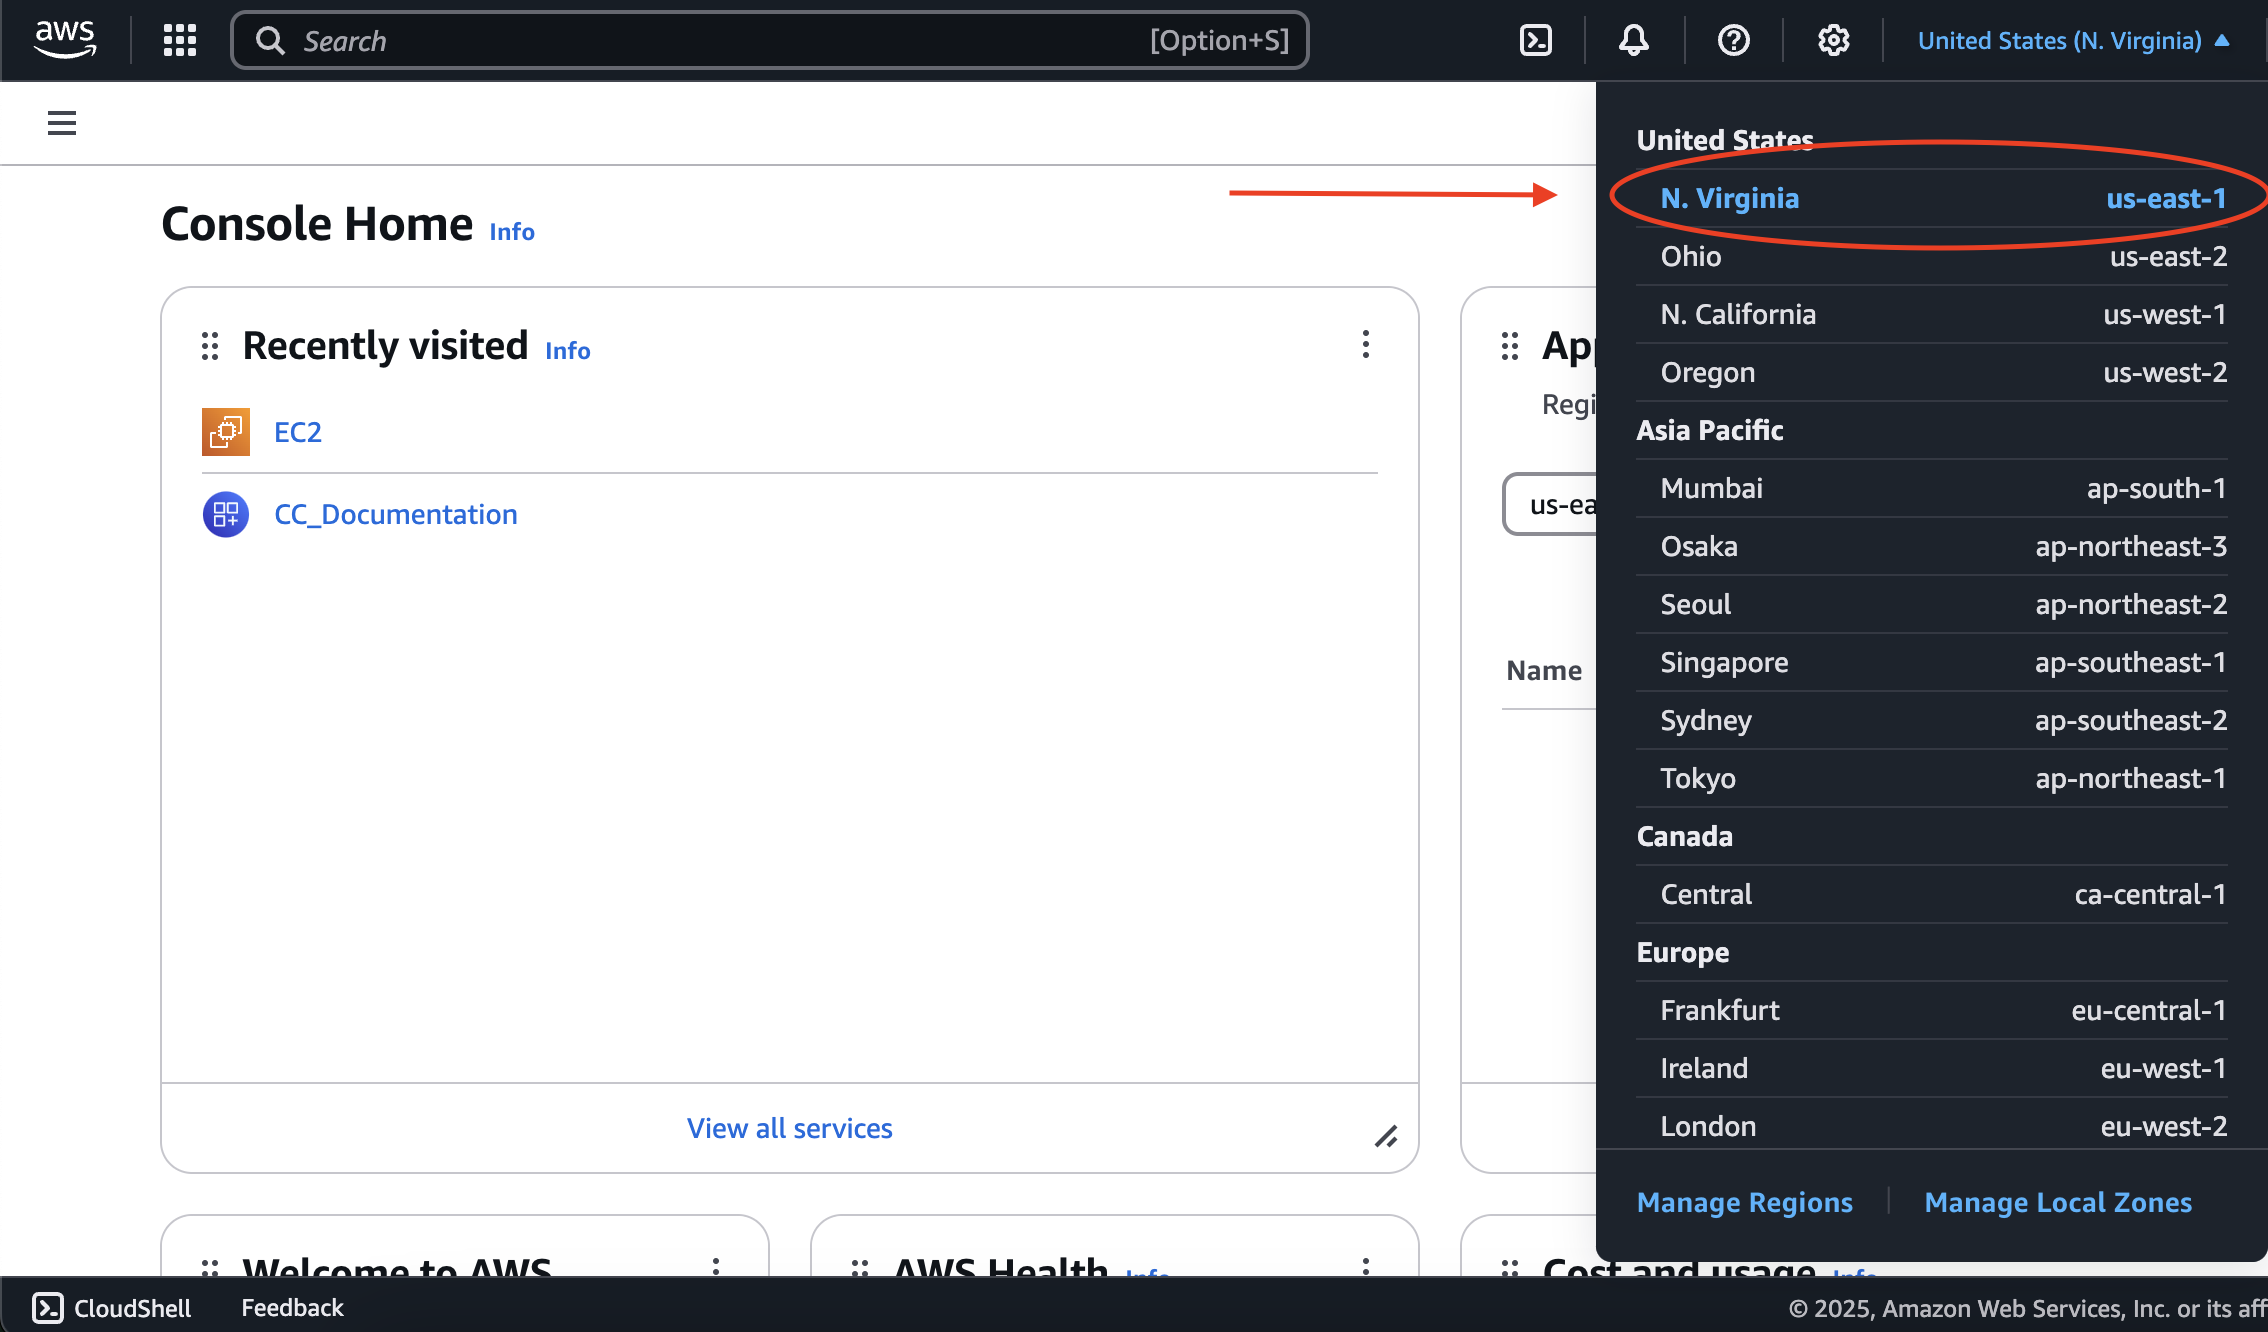 aws
Search [Option+S]
United States (N. Virginia)
Console Home Info
Recently visited Info
EC2
CC_Documentation
View all services
App
Regi
us-ea
Name
United States
N. Virginia us-east-1
Ohio us-east-2
N. California us-west-1
Oregon us-west-2
Asia Pacific
Mumbai ap-south-1
Osaka ap-northeast-3
Seoul ap-northeast-2
Singapore ap-southeast-1
Sydney ap-southeast-2
Tokyo ap-northeast-1
Canada
Central ca-central-1
Europe
Frankfurt eu-central-1
Ireland eu-west-1
London eu-west-2
Manage Regions Manage Local Zones
Welcome to AWS
AWS Health Info
Cost and usage Info
CloudShell Feedback
© 2025, Amazon Web Services, Inc. or its aff